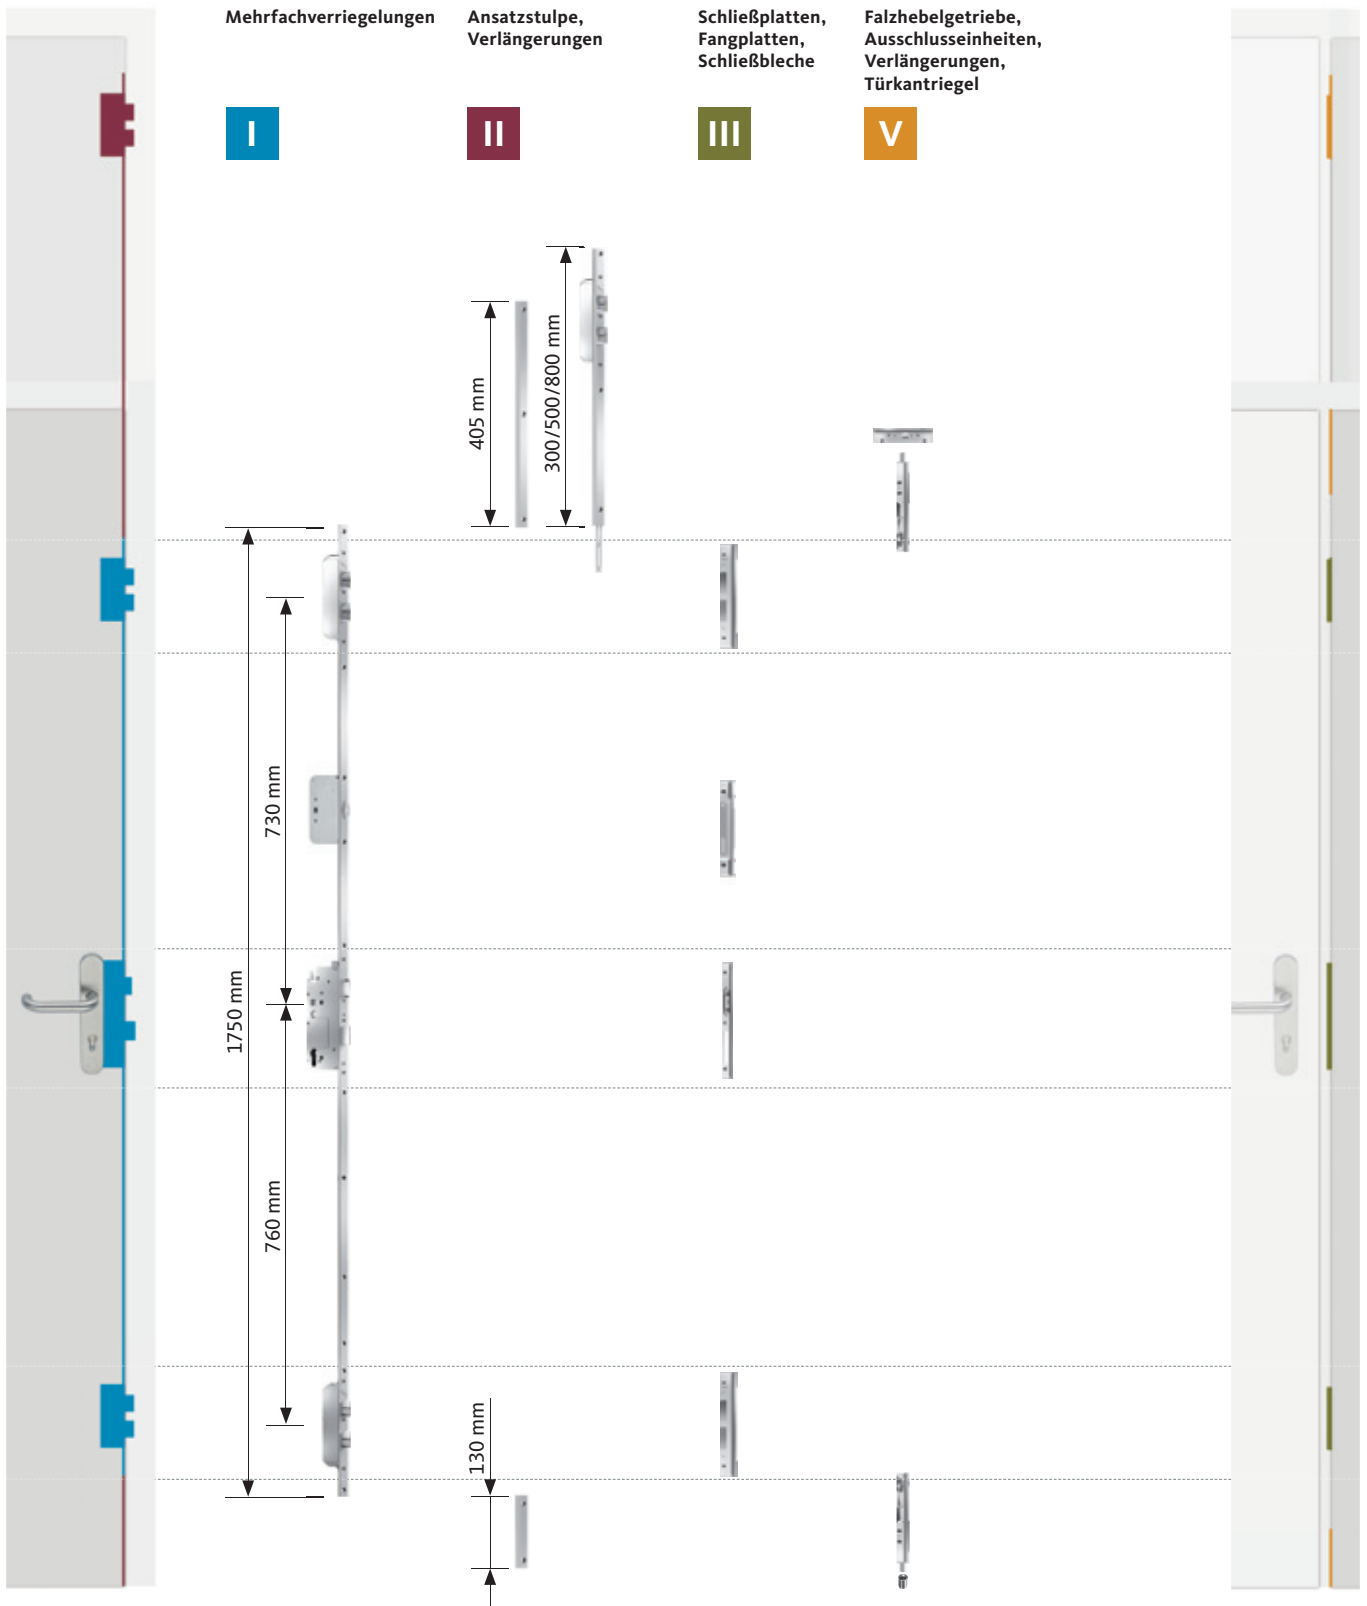 Mehrfachverriegelungen
Ansatzstulpe,
Verlängerungen
Schließplatten,
Fangplatten,
Schließbleche
Falzhebelgetriebe,
Ausschlusseinheiten,
Verlängerungen,
Türkantriegel
I
II
III
V
405 mm
300/500/800 mm
730 mm
1750 mm
760 mm
130 mm